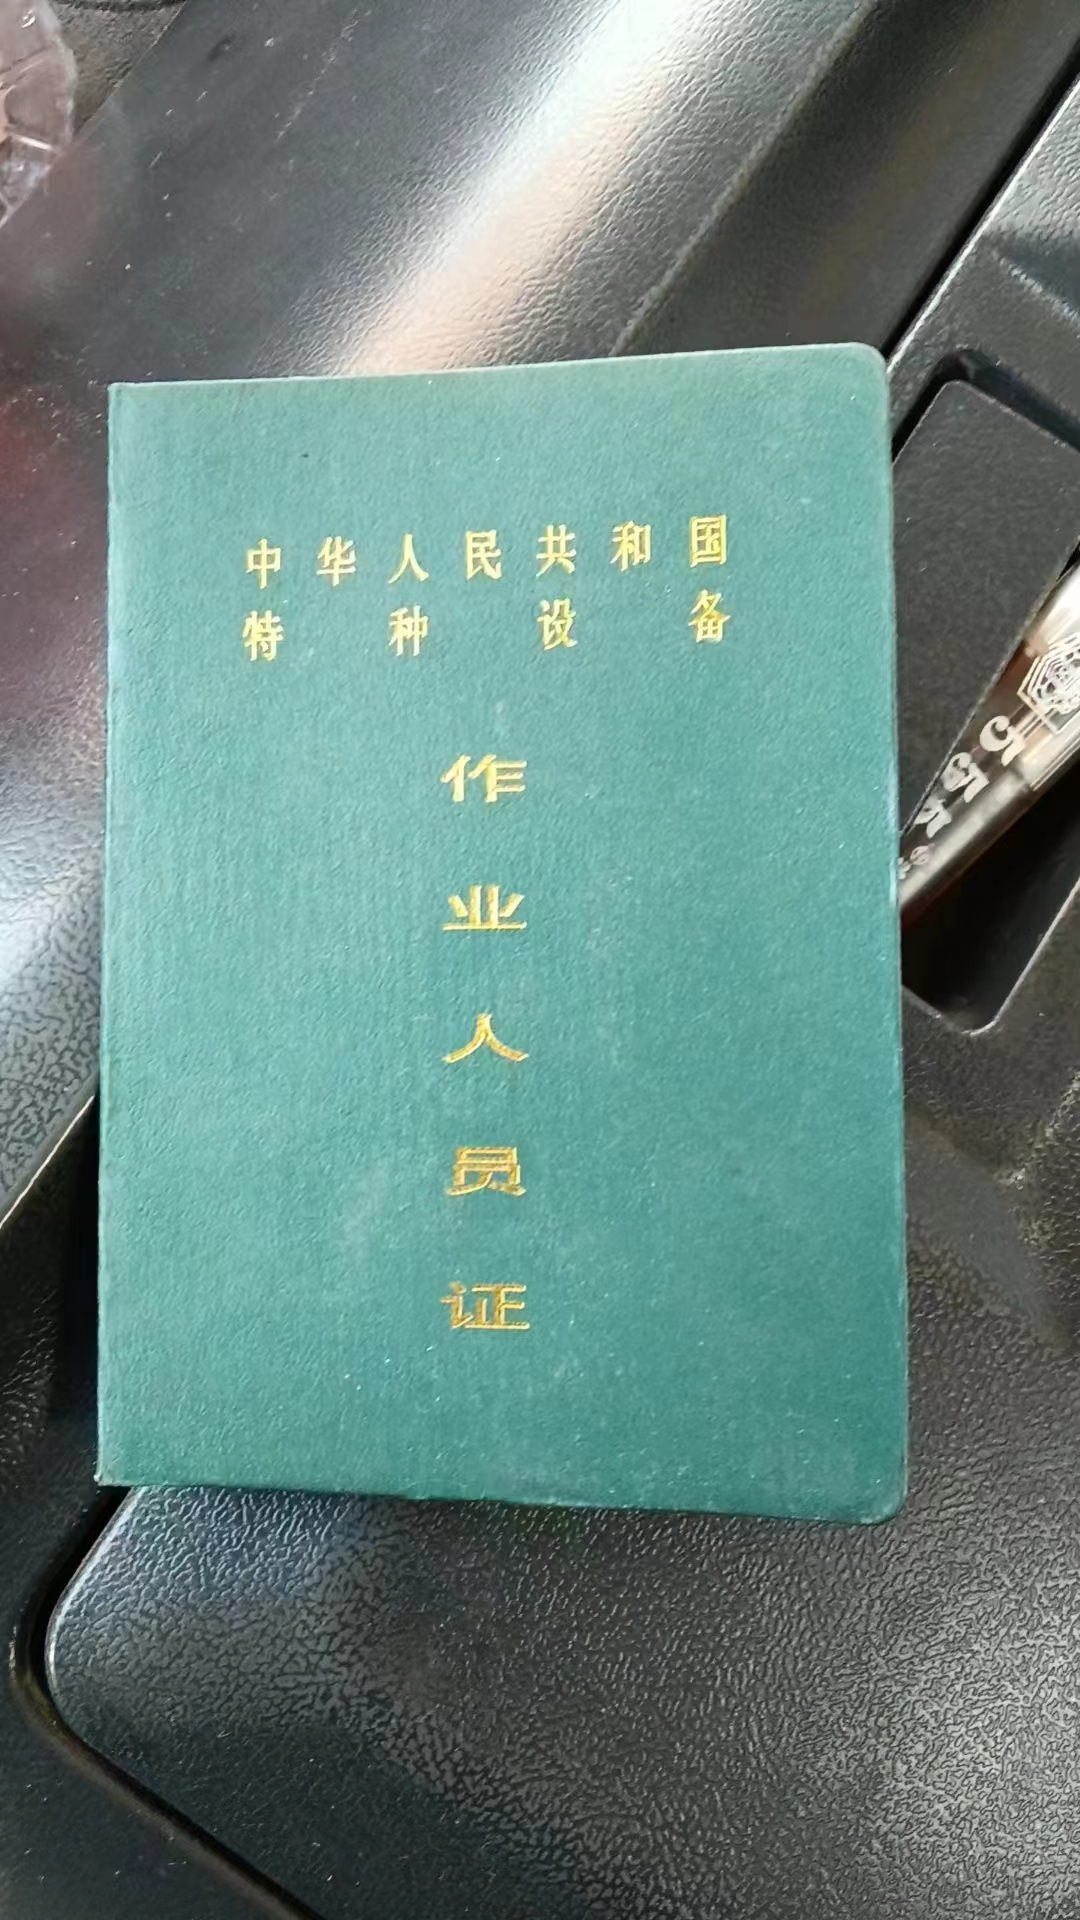 中华人民共和国
特种设备
作
业
人
员
证